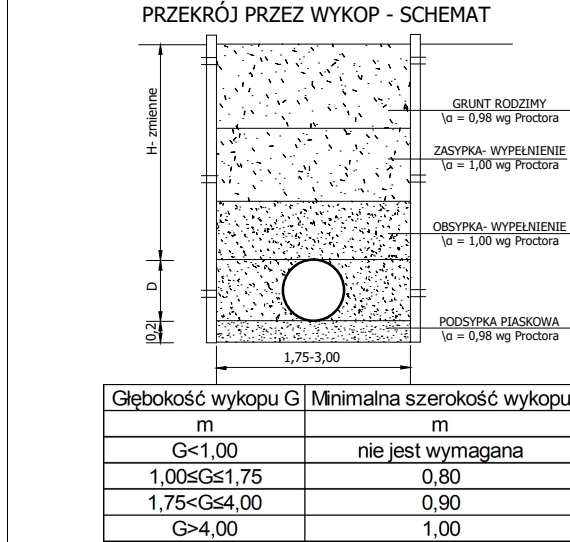 PRZEKRÓJ PRZEZ WYKOP - SCHEMAT
H- zmienne
GRUNT RODZIMY
\α = 0,98 wg Proctora
ZASYPKA- WYPEŁNIENIE
\α = 1,00 wg Proctora
OBSYPKA- WYPEŁNIENIE
\α = 1,00 wg Proctora
D
0,2
PODSYPKA PIASKOWA
\α = 0,98 wg Proctora
1,75-3,00
Głębokość wykopu G Minimalna szerokość wykopu
m m
G<1,00 nie jest wymagana
1,00≤G≤1,75 0,80
1,75<G≤4,00 0,90
G>4,00 1,00